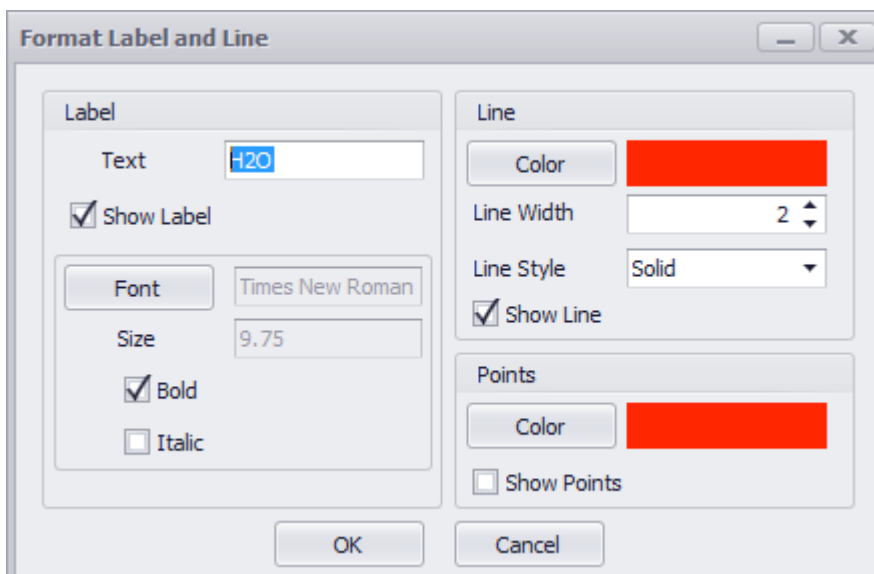 Format Label and Line
Label
Text
H2O
Show Label
Font
Times New Roman
Size
9.75
Bold
Italic
Line
Color
Line Width
2
Line Style
Solid
Show Line
Points
Color
Show Points
OK
Cancel